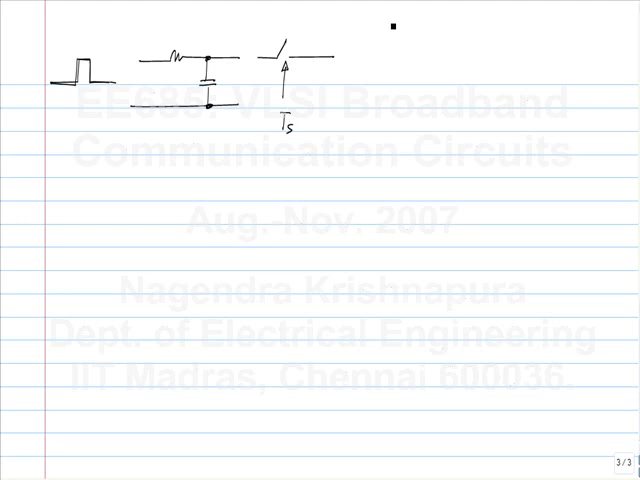 Ts
EE685: VLSI Broadband
Communication Circuits
Aug.-Nov. 2007
Nagendra Krishnapura
Dept. of Electrical Engineering
IIT Madras, Chennai 600036.
3 / 3